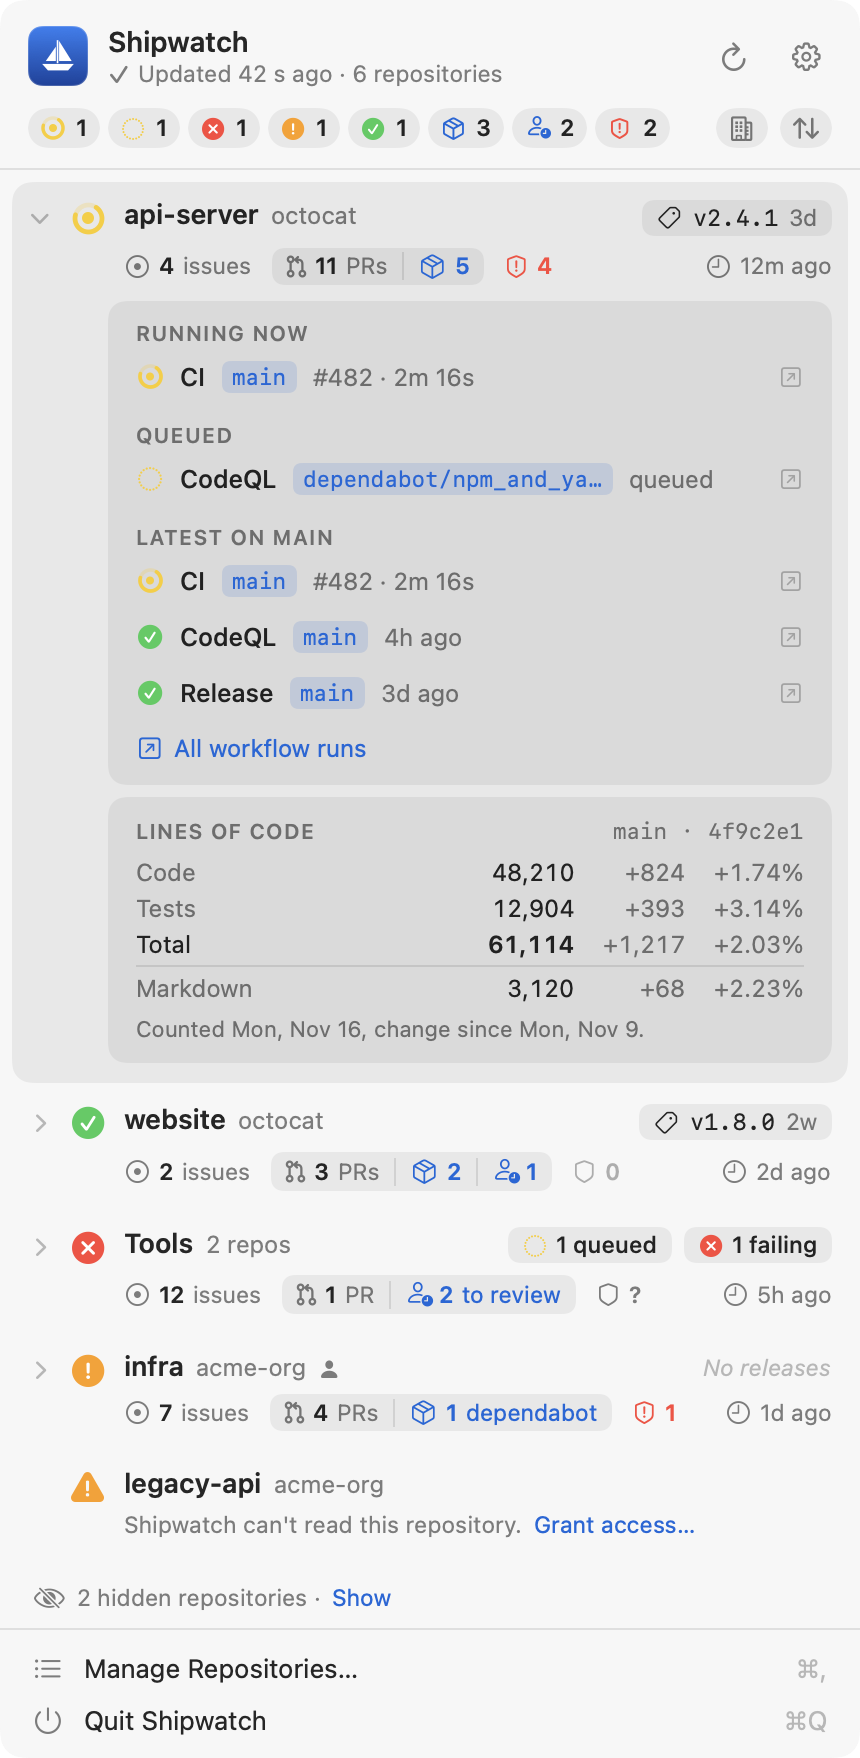 Shipwatch
Updated 42 s ago · 6 repositories
1 1 1 1 1 3 2 2
api-server octocat v2.4.1 3d
4 issues 11 PRs 5 4 12m ago
RUNNING NOW
CI main #482 · 2m 16s
QUEUED
CodeQL dependabot/npm_and_ya… queued
LATEST ON MAIN
CI main #482 · 2m 16s
CodeQL main 4h ago
Release main 3d ago
All workflow runs
LINES OF CODE main · 4f9c2e1
Code 48,210 +824 +1.74%
Tests 12,904 +393 +3.14%
Total 61,114 +1,217 +2.03%
Markdown 3,120 +68 +2.23%
Counted Mon, Nov 16, change since Mon, Nov 9.
website octocat v1.8.0 2w
2 issues 3 PRs 2 1 0 2d ago
Tools 2 repos 1 queued 1 failing
12 issues 1 PR 2 to review ? 5h ago
infra acme-org No releases
7 issues 4 PRs 1 dependabot 1 1d ago
legacy-api acme-org
Shipwatch can't read this repository. Grant access…
2 hidden repositories · Show
Manage Repositories… ⌘,
Quit Shipwatch ⌘Q